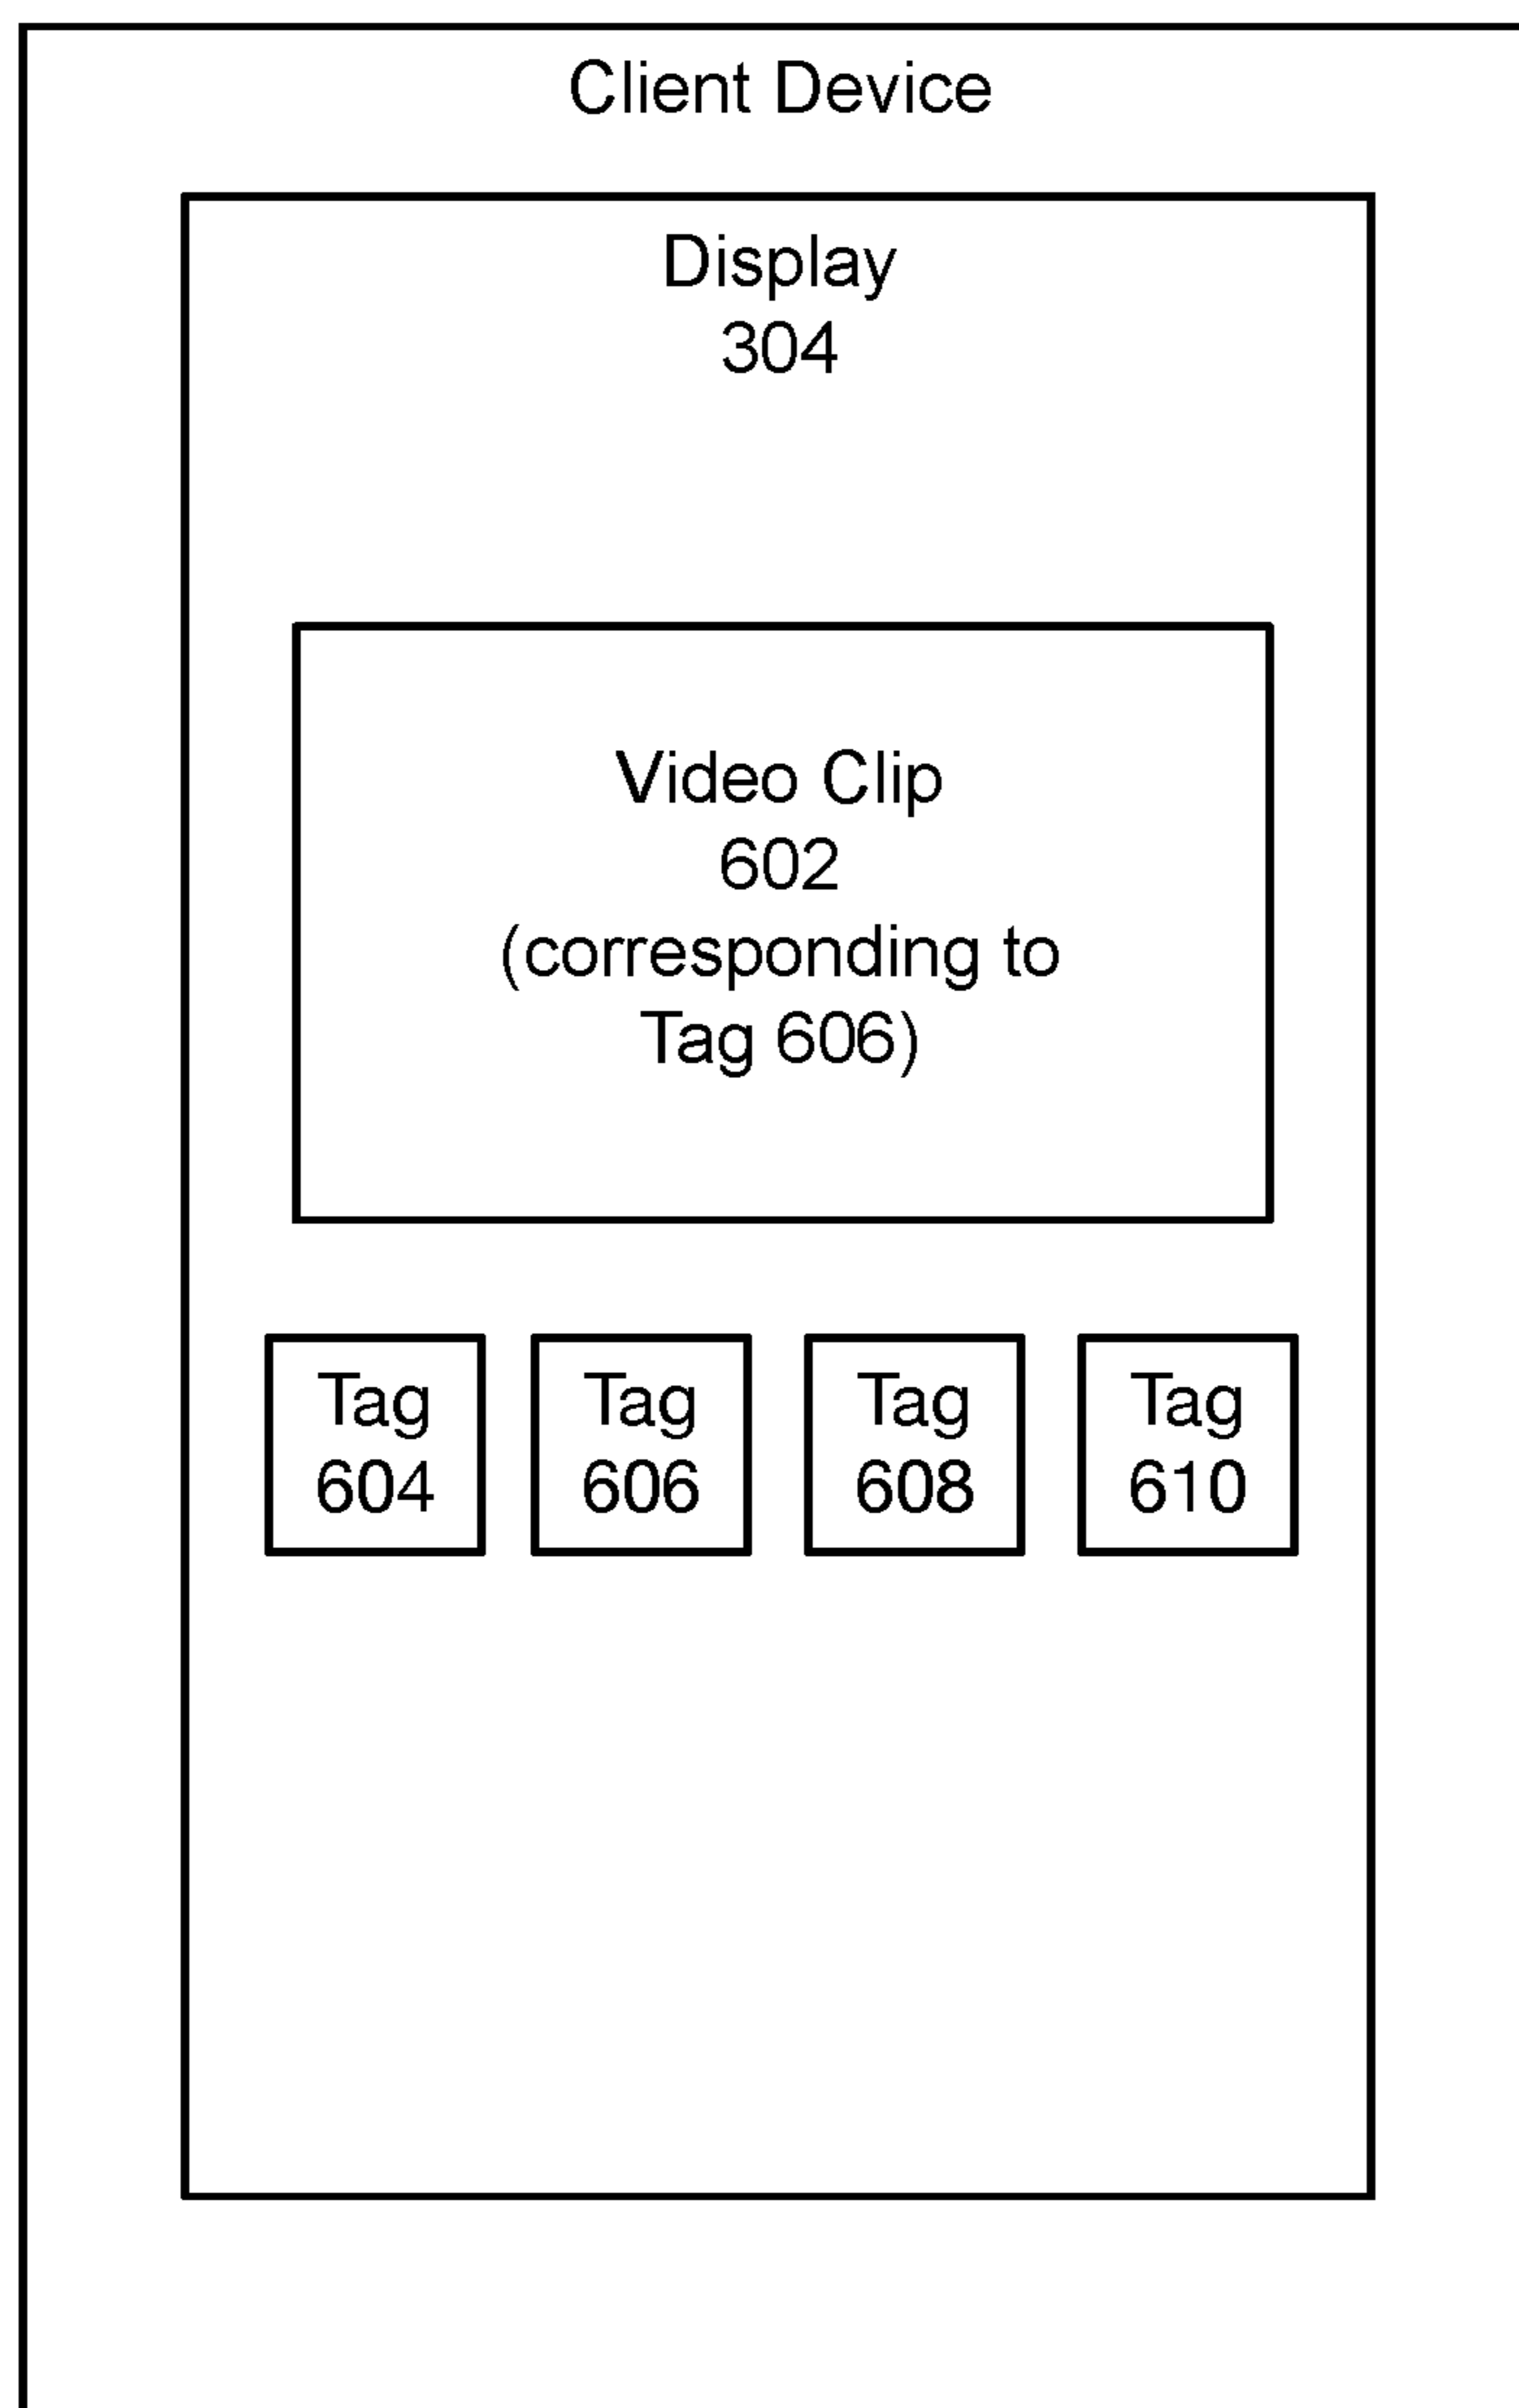 Client Device
Display
304
Video Clip
602
(corresponding to
Tag 606)
Tag
604
Tag
606
Tag
608
Tag
610